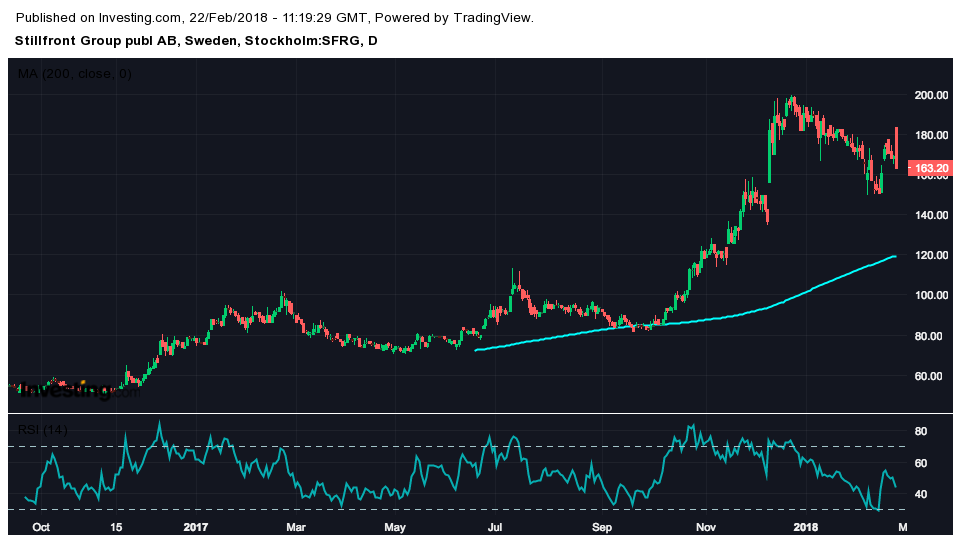 Published on Investing.com, 22/Feb/2018 - 11:19:29 GMT, Powered by TradingView.
Stillfront Group publ AB, Sweden, Stockholm:SFRG, D
MA (200, close, 0)
200.00
180.00
163.20
160.00
140.00
120.00
100.00
80.00
60.00
Investing.com
RSI (14)
80
60
40
Oct 15 2017 Mar May Jul Sep Nov 2018 M